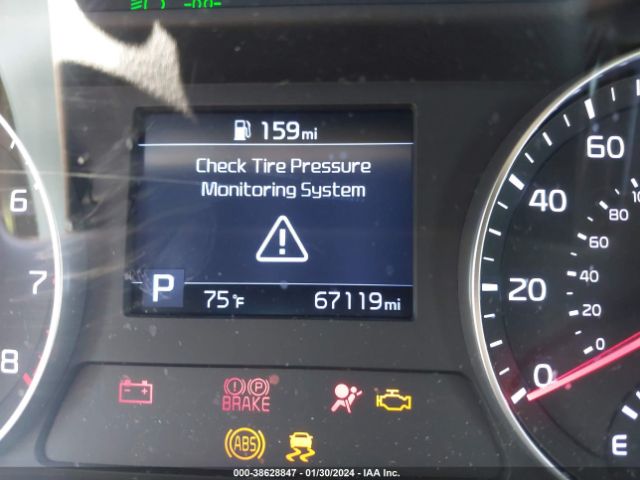 159mi
60
Check Tire Pressure
Monitoring System
6
40
80
60
7
P
75°F
67119mi
20
40
20
8
0
0
P
BRAKE
ABS
E
000-38628847 - 01/30/2024 - IAA Inc.